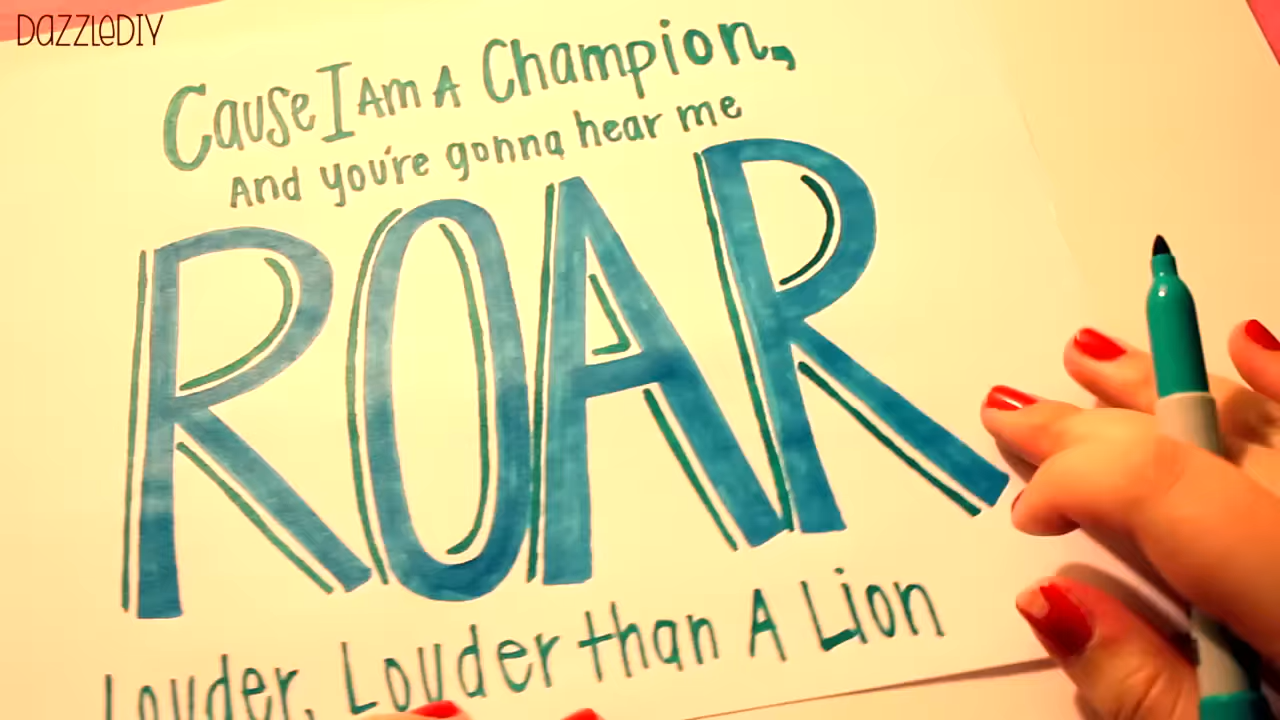 DazzleDIY
Cause I Am A Champion,
And you're gonna hear me
ROAR
Louder, Louder than A Lion